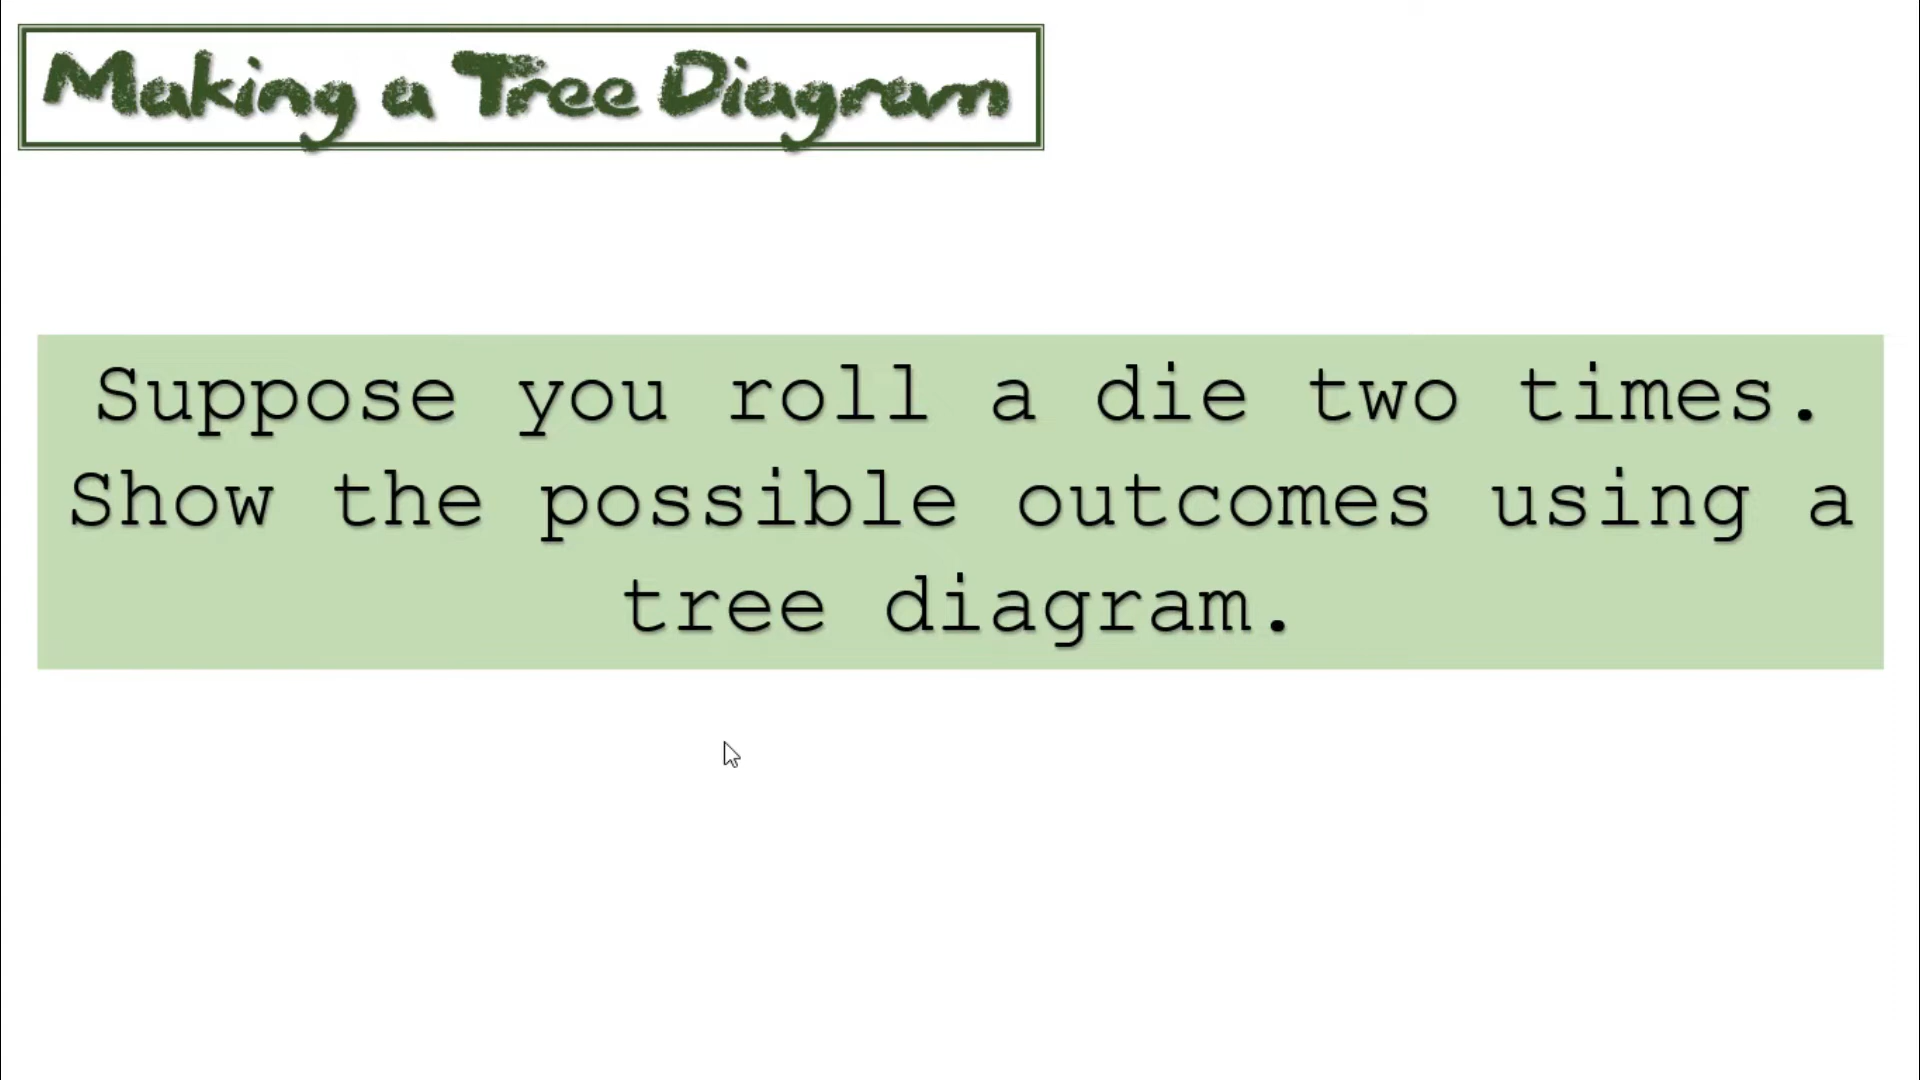 Making a Tree Diagram
Suppose you roll a die two times.
Show the possible outcomes using a
tree diagram.